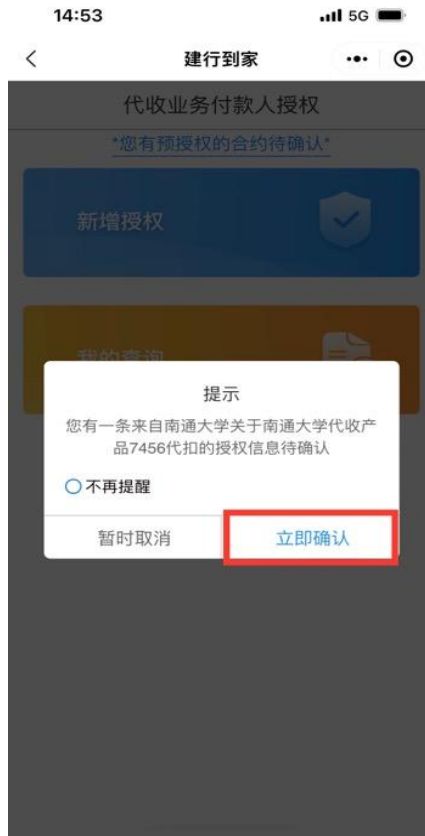 14:53
5G
建行到家
代收业务付款人授权
*您有预授权的合约待确认*
新增授权
我的查询
提示
您有一条来自南通大学关于南通大学代收产
品7456代扣的授权信息待确认
不再提醒
暂时取消
立即确认